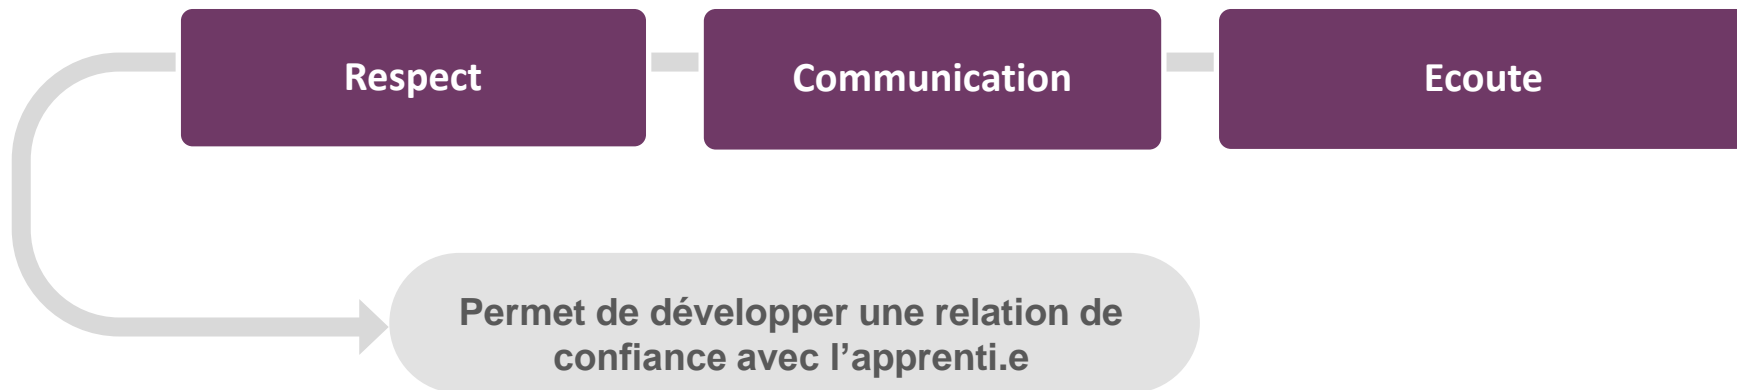 Respect
Communication
Ecoute
Permet de développer une relation de
confiance avec l’apprenti.e